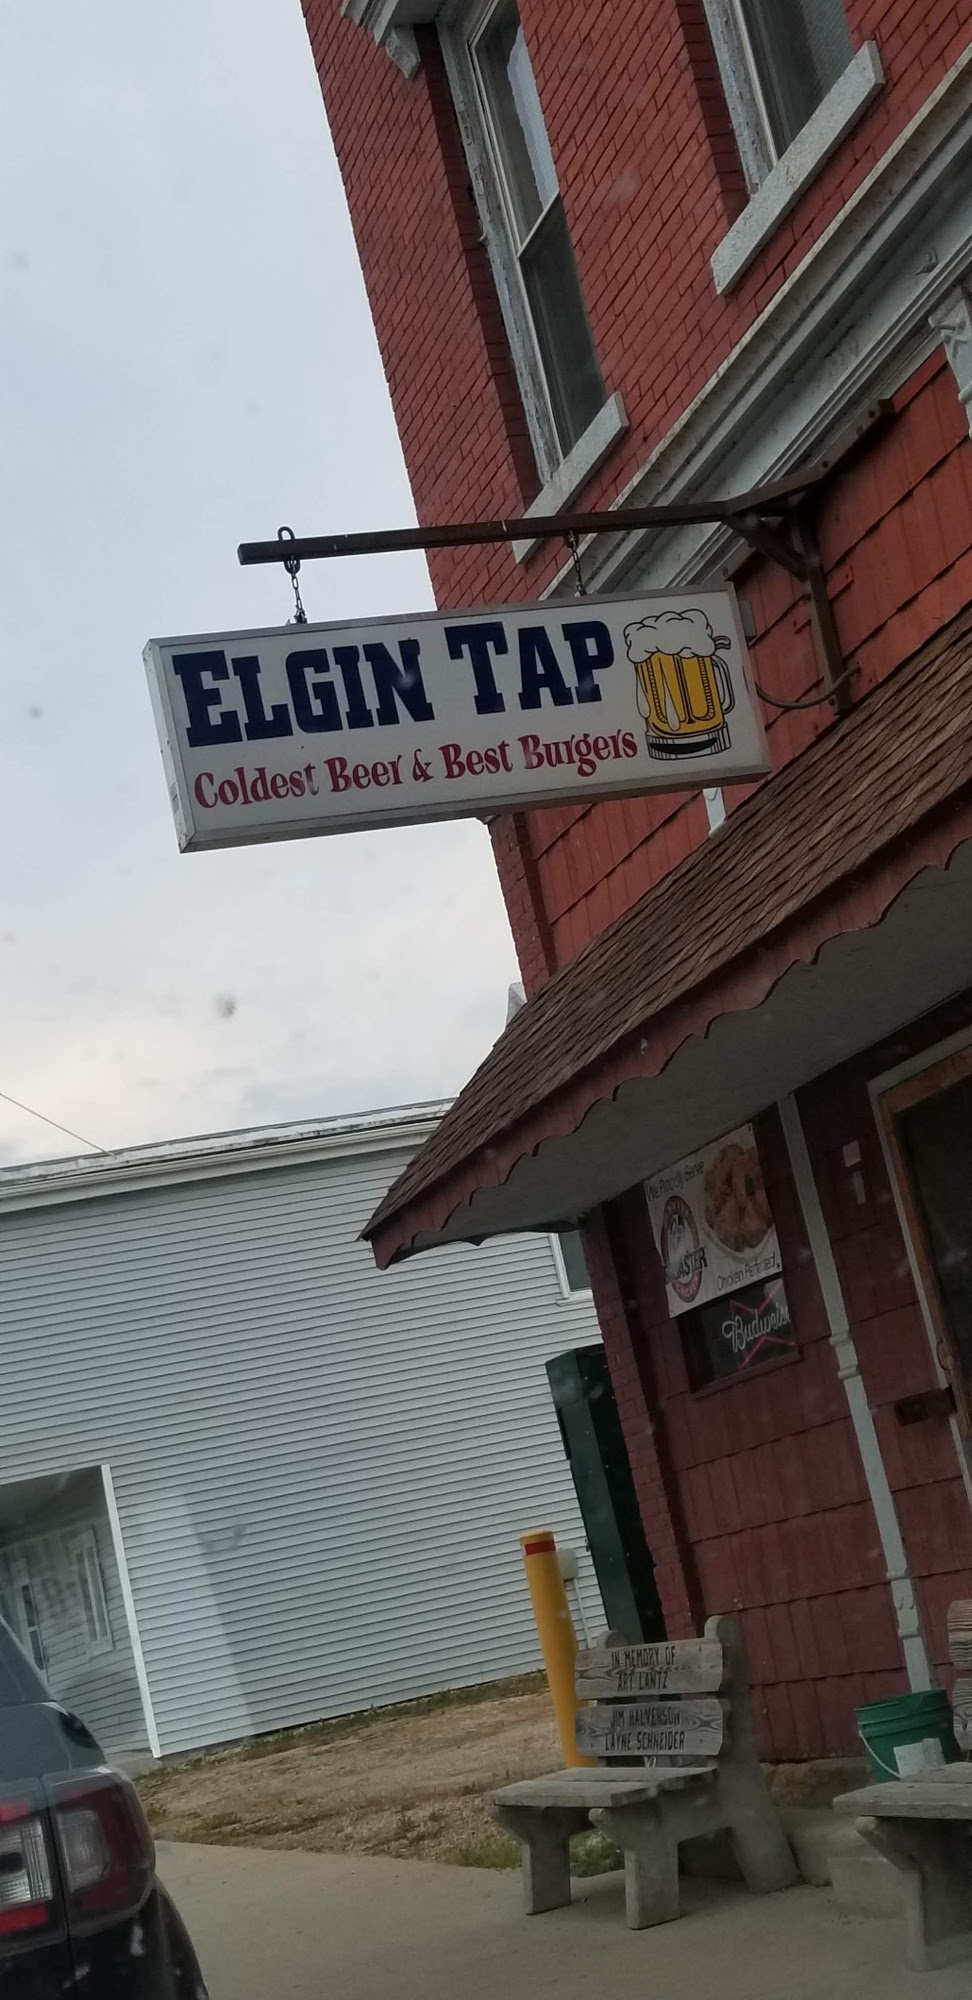 ELGIN TAP
Coldest Beer & Best Burgers
We Proudly Serve
Chicken Perfected.
Budweiser
IN MEMORY OF
ART LANTZ
JIM HALVERSON
LAYNE SCHNEIDER